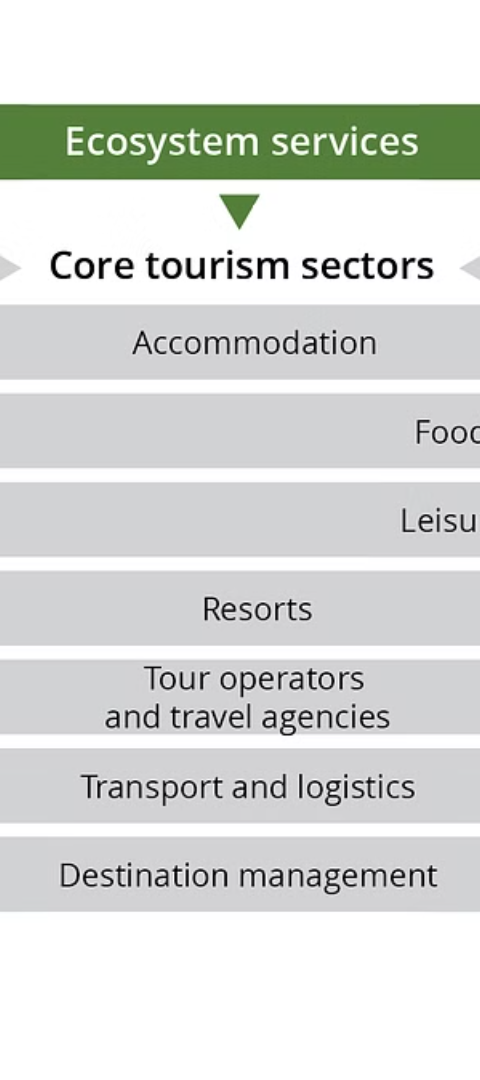 Ecosystem services
Core tourism sectors
Accommodation
Resorts
Tour operators
and travel agencies
Transport and logistics
Destination management